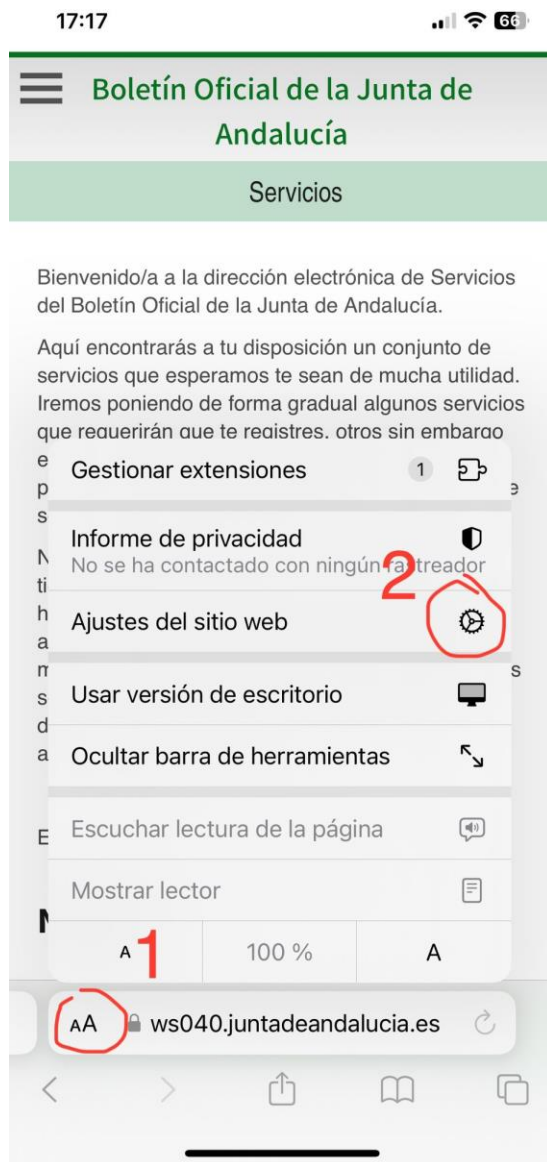 17:17
66
Boletín Oficial de la Junta de
Andalucía
Servicios
Bienvenido/a a la dirección electrónica de Servicios
del Boletín Oficial de la Junta de Andalucía.
Aquí encontrarás a tu disposición un conjunto de
servicios que esperamos te sean de mucha utilidad.
Iremos poniendo de forma gradual algunos servicios
que requerirán que te registres, otros sin embargo
Gestionar extensiones 1
Informe de privacidad
No se ha contactado con ningún rastreador
2
Ajustes del sitio web
Usar versión de escritorio
Ocultar barra de herramientas
Escuchar lectura de la página
Mostrar lector
A 100 % A
1
AA ws040.juntadeandalucia.es